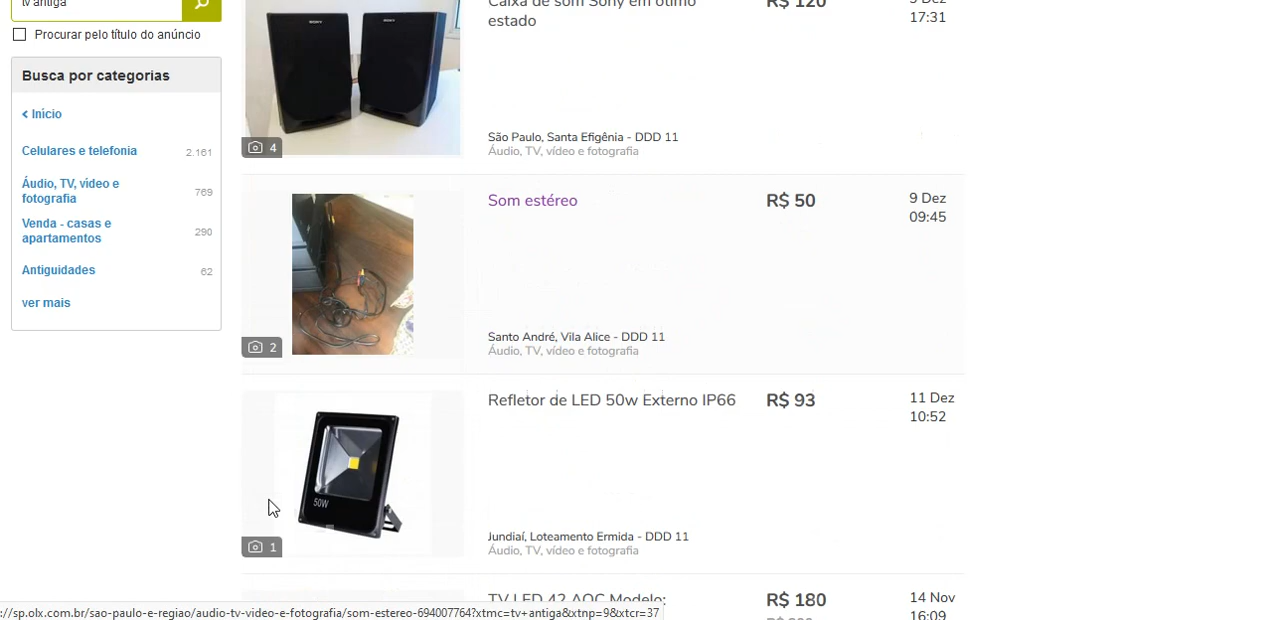 tv antiga
Procurar pelo título do anúncio
Busca por categorias
Início
Celulares e telefonia 2.161
Áudio, TV, vídeo e fotografia 769
Venda - casas e apartamentos 290
Antiguidades 62
ver mais
Caixa de som Sony em ótimo estado
R$ 120
17:31
SONY
SONY
4
São Paulo, Santa Efigênia - DDD 11
Áudio, TV, vídeo e fotografia
Som estéreo
R$ 50
9 Dez
09:45
2
Santo André, Vila Alice - DDD 11
Áudio, TV, vídeo e fotografia
Refletor de LED 50w Externo IP66
R$ 93
11 Dez
10:52
50W
1
Jundiaí, Loteamento Ermida - DDD 11
Áudio, TV, vídeo e fotografia
TV LED 42 AOC Modelo:
R$ 180
14 Nov
16:09
://sp.olx.com.br/sao-paulo-e-regiao/audio-tv-video-e-fotografia/som-estereo-694007764?xtmc=tv+antiga&xtnp=9&xtcr=37